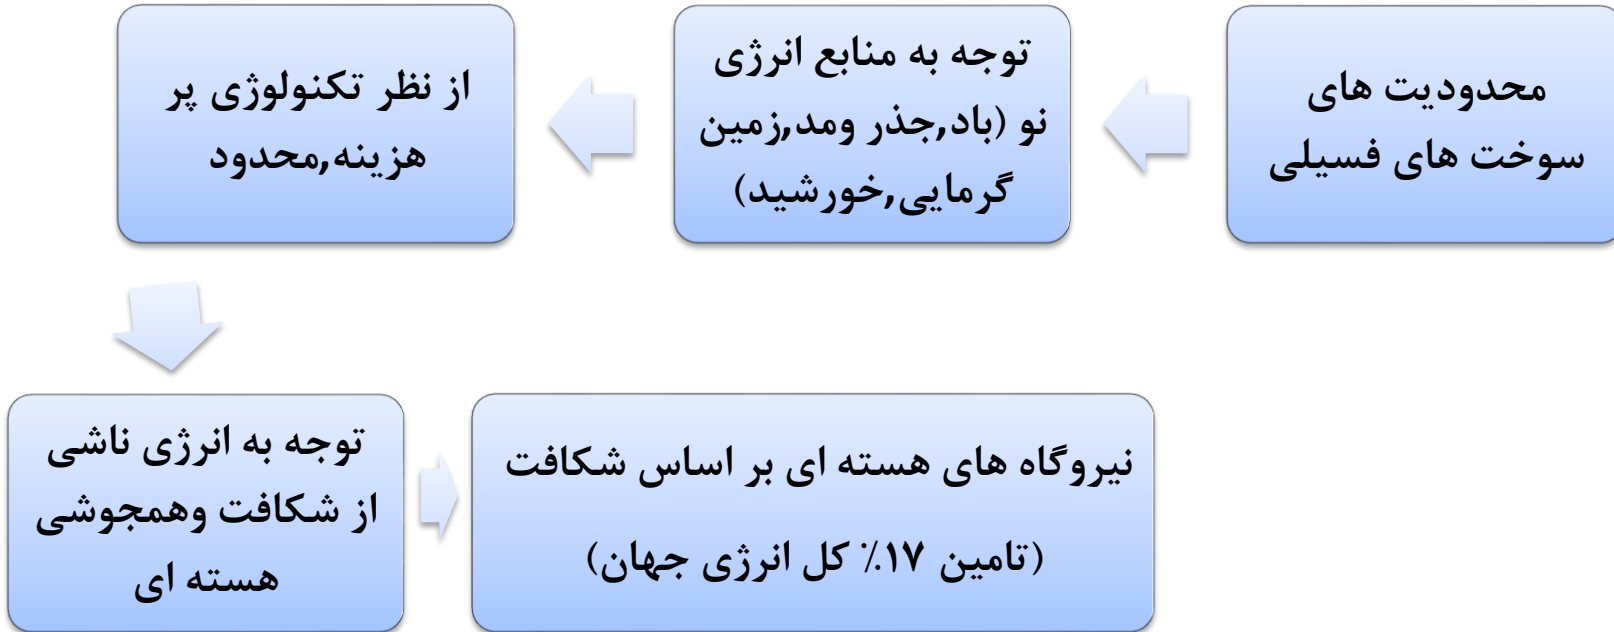 محدودیت های
سوخت های فسیلی
توجه به منابع انرژی
نو (باد,جذر ومد,زمین
گرمایی,خورشید)
از نظر تکنولوژی پر
هزینه,محدود
توجه به انرژی ناشی
از شکافت وهمجوشی
هسته ای
نیروگاه های هسته ای بر اساس شکافت
(تامین ۱۷٪ کل انرژی جهان)